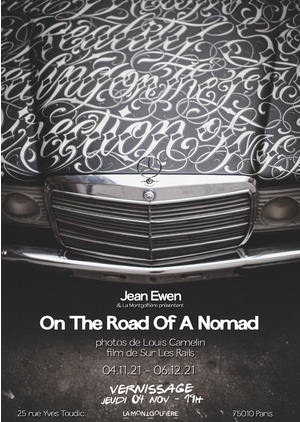 Reality
Jean Ewen
& La Montgolfière présentent
On The Road Of A Nomad
photos de Louis Camelin
film de Sur Les Rails
04.11.21 - 06.12.21
VERNISSAGE
JEUDI 04 NOV - 19H
25 rue Yves Toudic
LA MONTGOLFIÈRE
75010 Paris